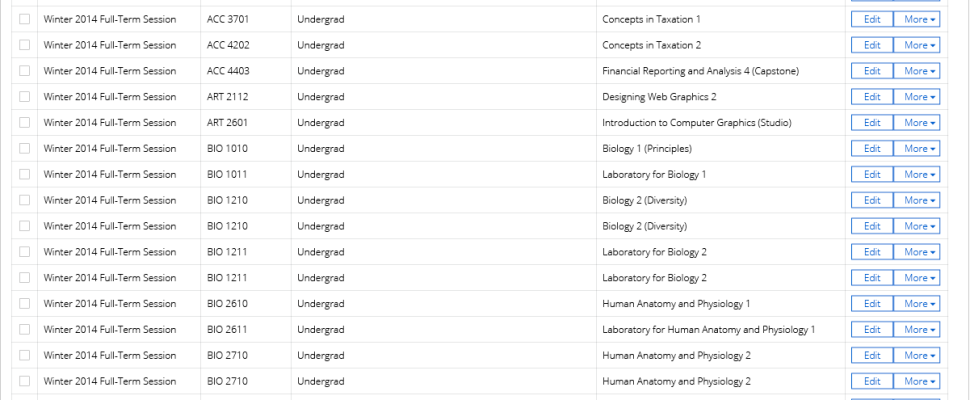 Winter 2014 Full-Term Session ACC 3701 Undergrad Concepts in Taxation 1 Edit More
Winter 2014 Full-Term Session ACC 4202 Undergrad Concepts in Taxation 2 Edit More
Winter 2014 Full-Term Session ACC 4403 Undergrad Financial Reporting and Analysis 4 (Capstone) Edit More
Winter 2014 Full-Term Session ART 2112 Undergrad Designing Web Graphics 2 Edit More
Winter 2014 Full-Term Session ART 2601 Undergrad Introduction to Computer Graphics (Studio) Edit More
Winter 2014 Full-Term Session BIO 1010 Undergrad Biology 1 (Principles) Edit More
Winter 2014 Full-Term Session BIO 1011 Undergrad Laboratory for Biology 1 Edit More
Winter 2014 Full-Term Session BIO 1210 Undergrad Biology 2 (Diversity) Edit More
Winter 2014 Full-Term Session BIO 1210 Undergrad Biology 2 (Diversity) Edit More
Winter 2014 Full-Term Session BIO 1211 Undergrad Laboratory for Biology 2 Edit More
Winter 2014 Full-Term Session BIO 1211 Undergrad Laboratory for Biology 2 Edit More
Winter 2014 Full-Term Session BIO 2610 Undergrad Human Anatomy and Physiology 1 Edit More
Winter 2014 Full-Term Session BIO 2611 Undergrad Laboratory for Human Anatomy and Physiology 1 Edit More
Winter 2014 Full-Term Session BIO 2710 Undergrad Human Anatomy and Physiology 2 Edit More
Winter 2014 Full-Term Session BIO 2710 Undergrad Human Anatomy and Physiology 2 Edit More